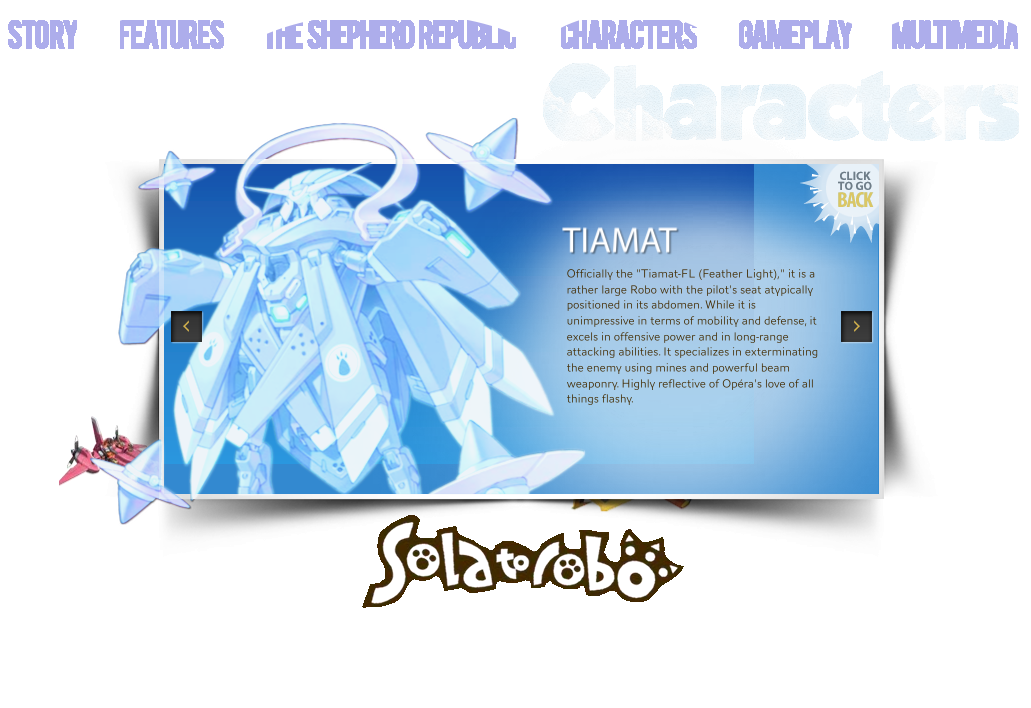 STORY FEATURES THE SHEPHERD REPUBLIC CHARACTERS GAMEPLAY MULTIMEDIA
Characters
CLICK
TO GO
BACK
TIAMAT
Officially the "Tiamat-FL (Feather Light)," it is a
rather large Robo with the pilot's seat atypically
positioned in its abdomen. While it is
unimpressive in terms of mobility and defense, it
excels in offensive power and in long-range
attacking abilities. It specializes in exterminating
the enemy using mines and powerful beam
weaponry. Highly reflective of Opéra's love of all
things flashy.
Solatorobo